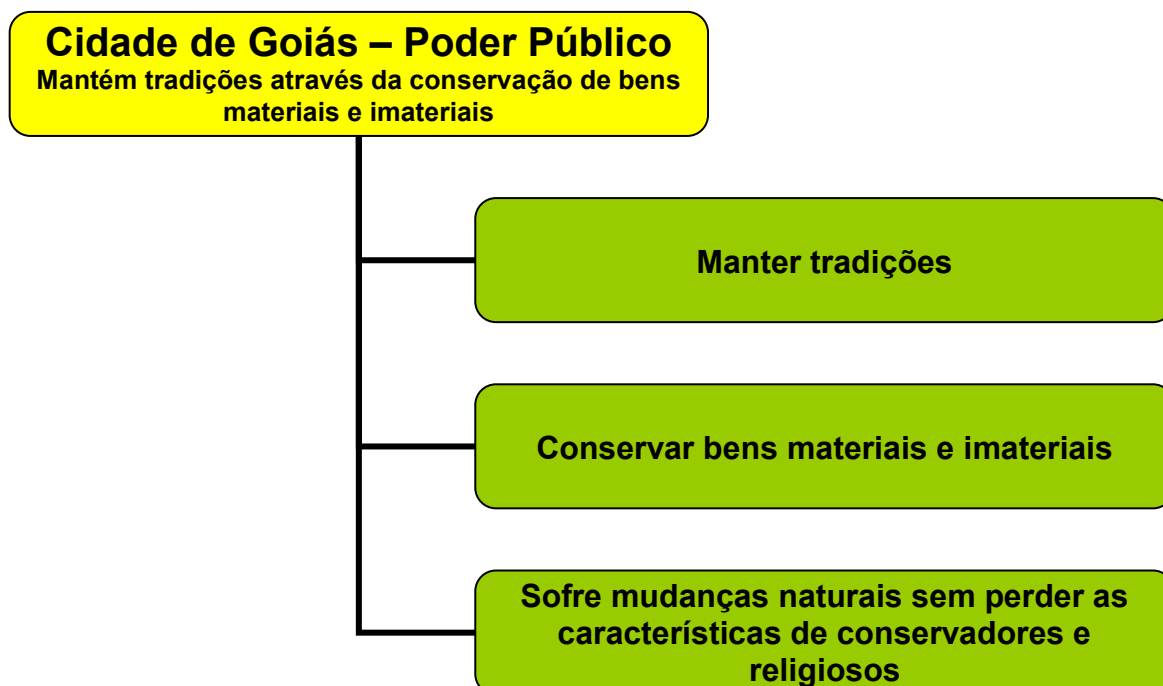 Cidade de Goiás – Poder Público
Mantém tradições através da conservação de bens
materiais e imateriais
Manter tradições
Conservar bens materiais e imateriais
Sofre mudanças naturais sem perder as
características de conservadores e
religiosos